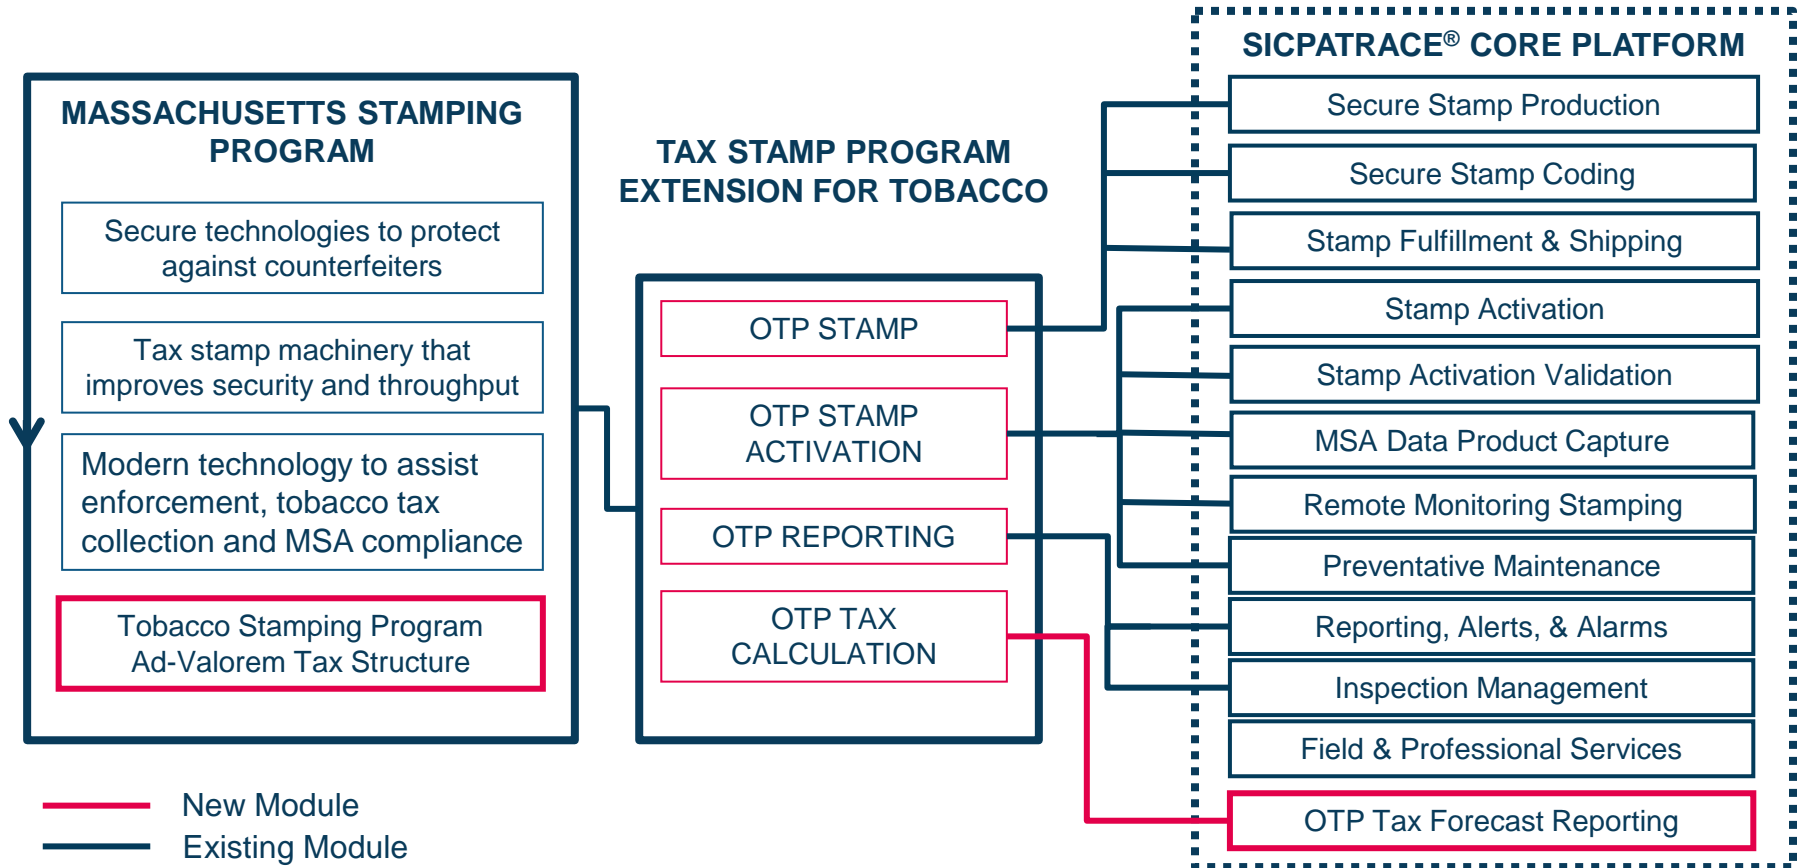 MASSACHUSETTS STAMPING
PROGRAM
Secure technologies to protect
against counterfeiters
Tax stamp machinery that
improves security and throughput
Modern technology to assist
enforcement, tobacco tax
collection and MSA compliance
Tobacco Stamping Program
Ad-Valorem Tax Structure
New Module
Existing Module
TAX STAMP PROGRAM
EXTENSION FOR TOBACCO
OTP STAMP
OTP STAMP
ACTIVATION
OTP REPORTING
OTP TAX
CALCULATION
SICPATRACE® CORE PLATFORM
Secure Stamp Production
Secure Stamp Coding
Stamp Fulfillment & Shipping
Stamp Activation
Stamp Activation Validation
MSA Data Product Capture
Remote Monitoring Stamping
Preventative Maintenance
Reporting, Alerts, & Alarms
Inspection Management
Field & Professional Services
OTP Tax Forecast Reporting